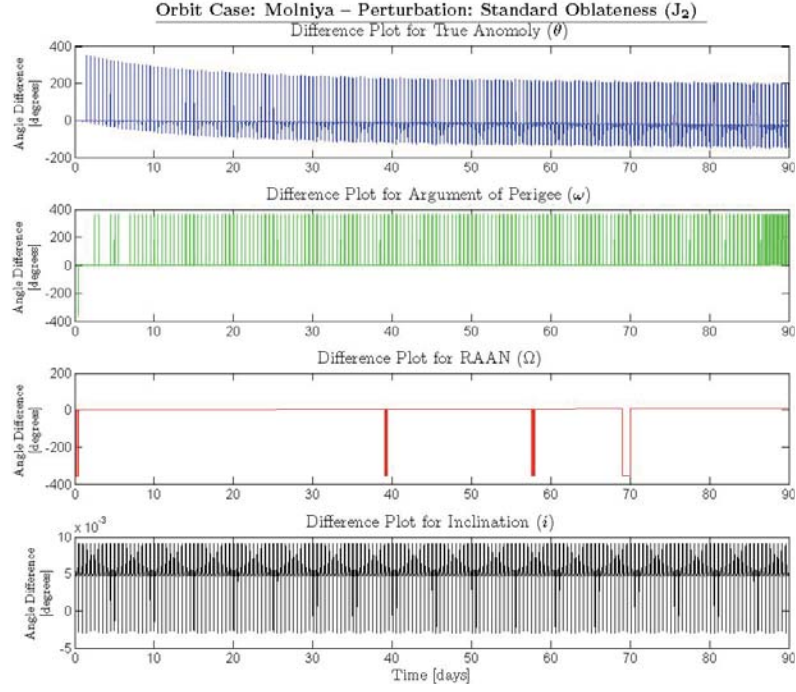 Orbit Case: Molniya – Perturbation: Standard Oblateness (J₂)
Difference Plot for True Anomoly (θ)
Angle Difference
[degrees]
400
200
0
-200
0 10 20 30 40 50 60 70 80 90
Difference Plot for Argument of Perigee (ω)
Angle Difference
[degrees]
400
200
0
-200
-400
0 10 20 30 40 50 60 70 80 90
Difference Plot for RAAN (Ω)
Angle Difference
[degrees]
200
0
-200
-400
0 10 20 30 40 50 60 70 80 90
Difference Plot for Inclination (i)
Angle Difference
[degrees]
x 10⁻³
10
5
0
-5
0 10 20 30 40 50 60 70 80 90
Time [days]